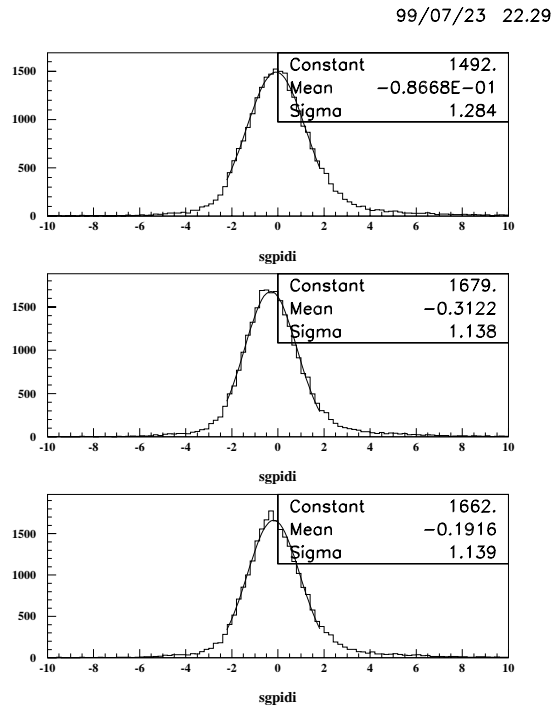 99/07/23 22.29
Constant 1492.
Mean -0.8668E-01
Sigma 1.284
1500
1000
500
0
-10 -8 -6 -4 -2 0 2 4 6 8 10
sgpidi
Constant 1679.
Mean -0.3122
Sigma 1.138
1500
1000
500
0
-10 -8 -6 -4 -2 0 2 4 6 8 10
sgpidi
Constant 1662.
Mean -0.1916
Sigma 1.139
1500
1000
500
0
-10 -8 -6 -4 -2 0 2 4 6 8 10
sgpidi